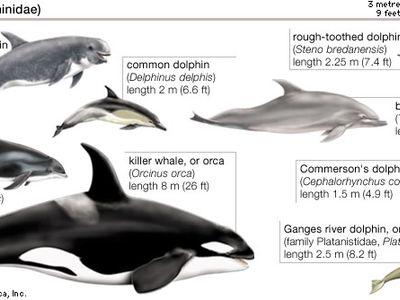 ninidae)
3 metre
9 feet
in
common dolphin
(Delphinus delphis)
length 2 m (6.6 ft)
rough-toothed dolphin
(Steno bredanensis)
length 2.25 m (7.4 ft)
b
(T
killer whale, or orca
(Orcinus orca)
length 8 m (26 ft)
Commerson's dolph
(Cephalorhynchus co
length 1.5 m (4.9 ft)
Ganges river dolphin, or
(family Platanistidae, Plat
length 2.5 m (8.2 ft)
ca, Inc.